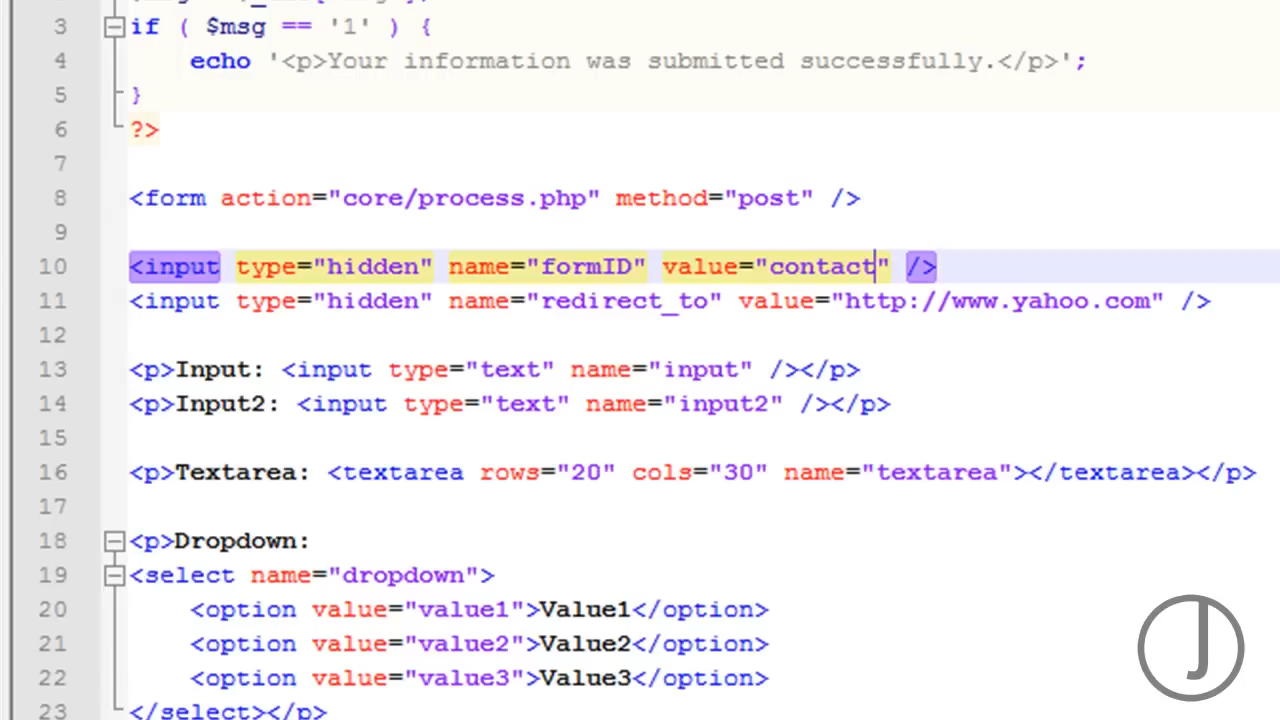 3 if ( $msg == '1' ) {
4 echo '<p>Your information was submitted successfully.</p>';
5 }
6 ?>
7
8 <form action="core/process.php" method="post" />
9
10 <input type="hidden" name="formID" value="contact" />
11 <input type="hidden" name="redirect_to" value="http://www.yahoo.com" />
12
13 <p>Input: <input type="text" name="input" /></p>
14 <p>Input2: <input type="text" name="input2" /></p>
15
16 <p>Textarea: <textarea rows="20" cols="30" name="textarea"></textarea></p>
17
18 <p>Dropdown:
19 <select name="dropdown">
20 <option value="value1">Value1</option>
21 <option value="value2">Value2</option>
22 <option value="value3">Value3</option>
23 </select></p>
J